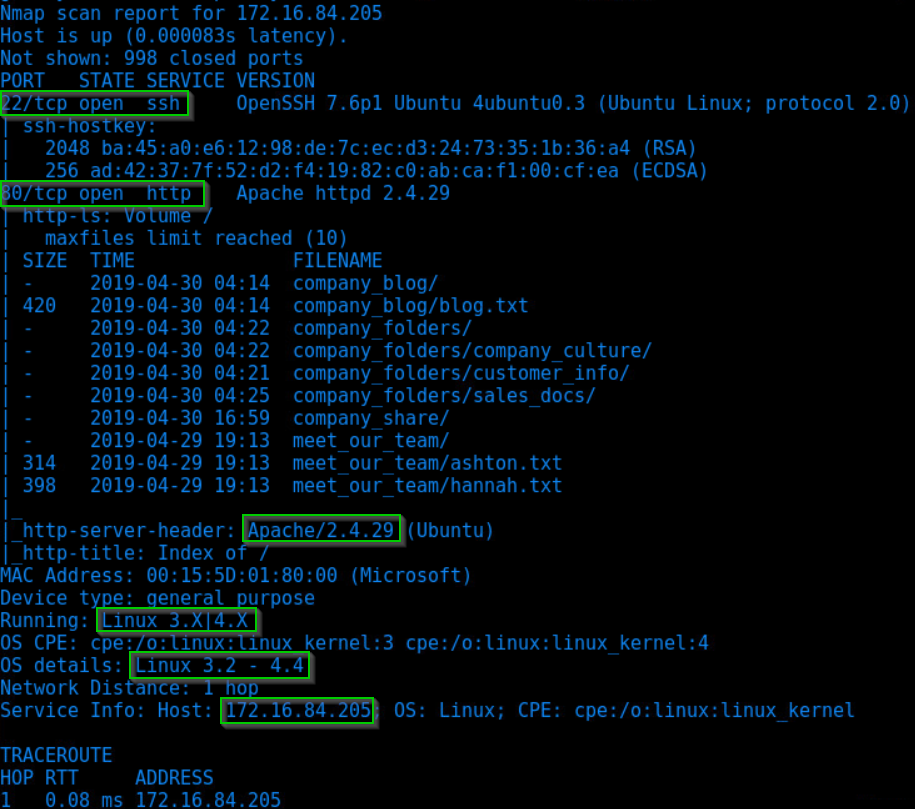 Nmap scan report for 172.16.84.205
Host is up (0.000083s latency).
Not shown: 998 closed ports
PORT   STATE SERVICE VERSION
22/tcp open  ssh     OpenSSH 7.6p1 Ubuntu 4ubuntu0.3 (Ubuntu Linux; protocol 2.0)
| ssh-hostkey:
|   2048 ba:45:a0:e6:12:98:de:7c:ec:d3:24:73:35:1b:36:a4 (RSA)
|   256 ad:42:37:7f:52:d2:f4:19:82:c0:ab:ca:f1:00:cf:ea (ECDSA)
80/tcp open  http    Apache httpd 2.4.29
| http-ls: Volume /
|   maxfiles limit reached (10)
| SIZE  TIME              FILENAME
| -     2019-04-30 04:14  company_blog/
| 420   2019-04-30 04:14  company_blog/blog.txt
| -     2019-04-30 04:22  company_folders/
| -     2019-04-30 04:22  company_folders/company_culture/
| -     2019-04-30 04:21  company_folders/customer_info/
| -     2019-04-30 04:25  company_folders/sales_docs/
| -     2019-04-30 16:59  company_share/
| -     2019-04-29 19:13  meet_our_team/
| 314   2019-04-29 19:13  meet_our_team/ashton.txt
| 398   2019-04-29 19:13  meet_our_team/hannah.txt
|_
|_http-server-header: Apache/2.4.29 (Ubuntu)
|_http-title: Index of /
MAC Address: 00:15:5D:01:80:00 (Microsoft)
Device type: general purpose
Running: Linux 3.X|4.X
OS CPE: cpe:/o:linux:linux_kernel:3 cpe:/o:linux:linux_kernel:4
OS details: Linux 3.2 - 4.4
Network Distance: 1 hop
Service Info: Host: 172.16.84.205; OS: Linux; CPE: cpe:/o:linux:linux_kernel
TRACEROUTE
HOP RTT     ADDRESS
1   0.08 ms 172.16.84.205